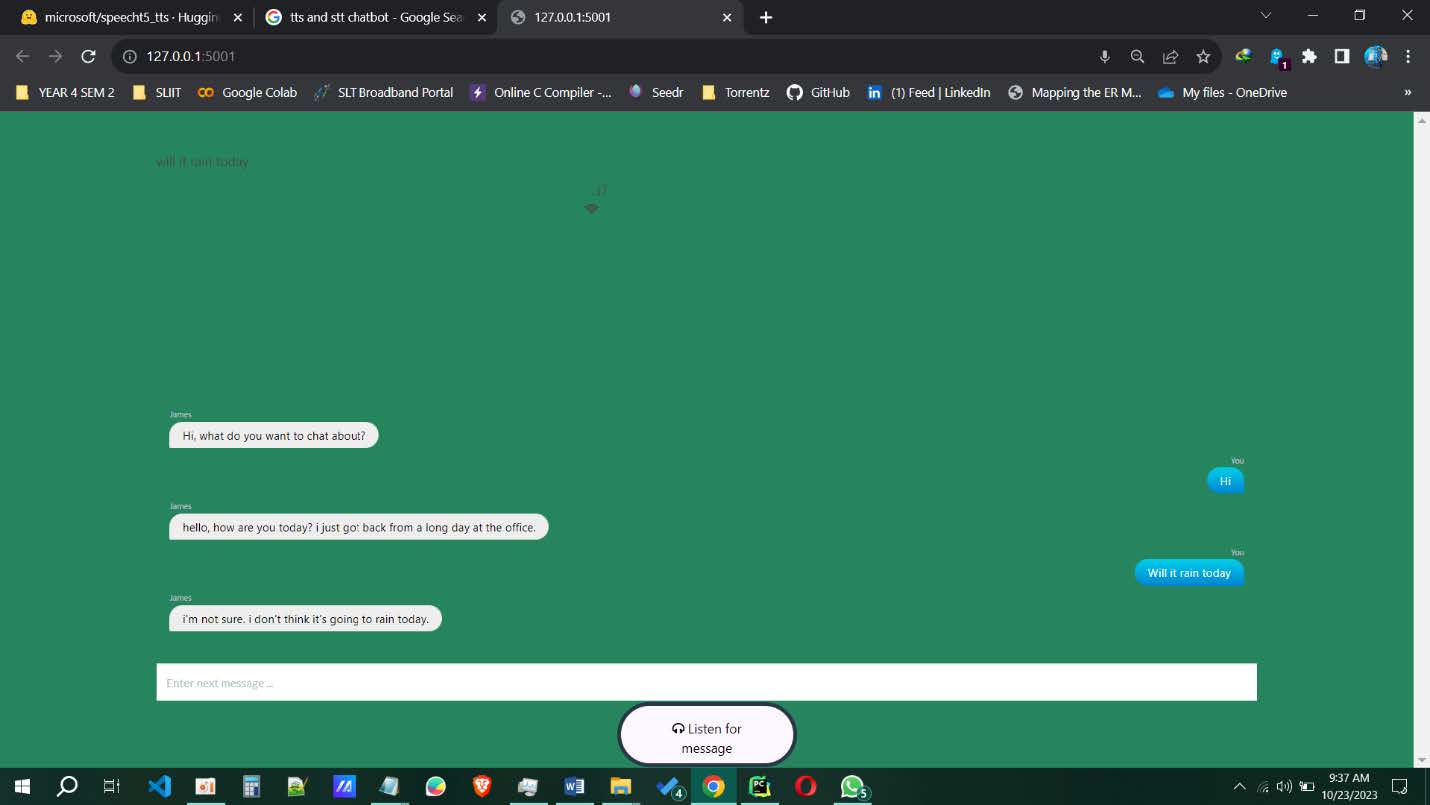 microsoft/speecht5_tts · Huggin
tts and stt chatbot - Google Sea
127.0.0.1:5001
127.0.0.1:5001
1
YEAR 4 SEM 2
SLIIT
Google Colab
SLT Broadband Portal
Online C Compiler -...
Seedr
Torrentz
GitHub
(1) Feed | LinkedIn
Mapping the ER M...
My files - OneDrive
»
will it rain today
James
Hi, what do you want to chat about?
You
Hi
James
hello, how are you today? i just got back from a long day at the office.
You
Will it rain today
James
i'm not sure. i don't think it's going to rain today.
Enter next message ...
Listen for
message
4
5
9:37 AM
10/23/2023